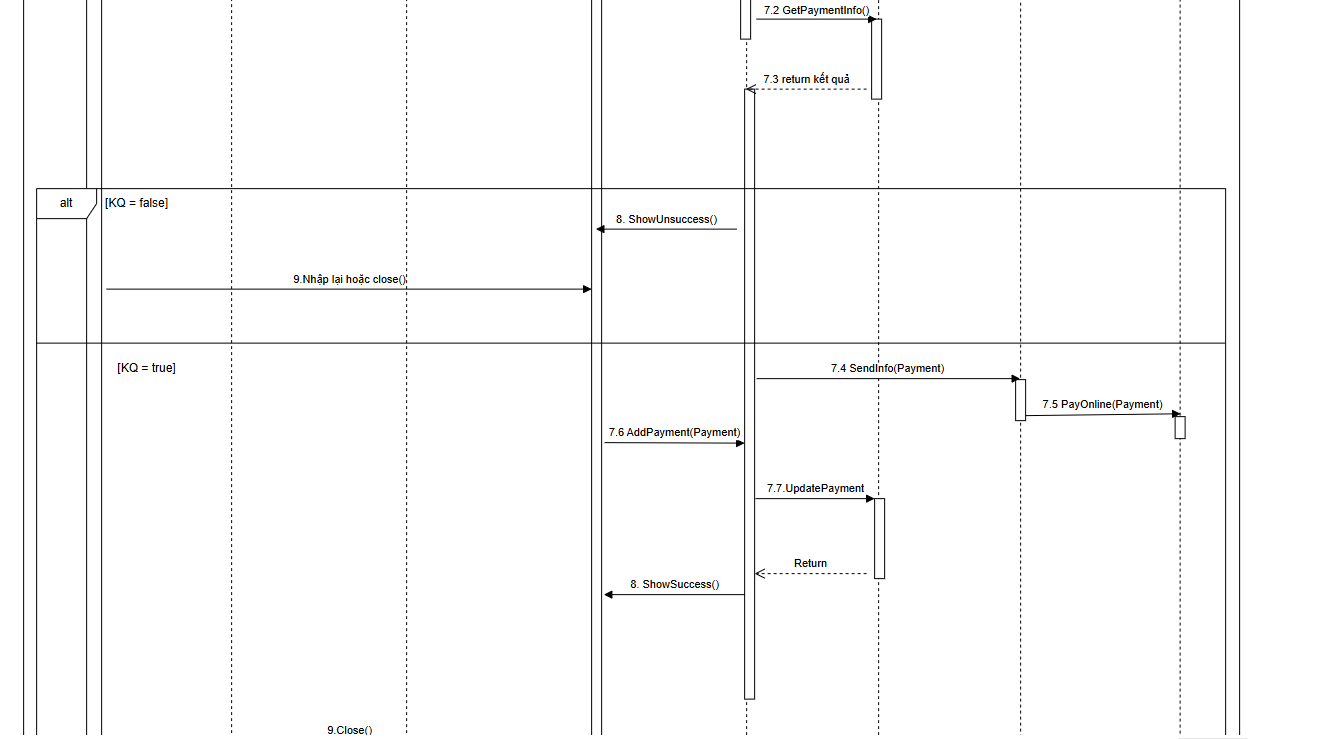 7.2 GetPaymentInfo()
7.3 return kết quả
alt
[KQ = false]
8. ShowUnsuccess()
9.Nhập lại hoặc close()
[KQ = true]
7.4 SendInfo(Payment)
7.5 PayOnline(Payment)
7.6 AddPayment(Payment)
7.7.UpdatePayment
Return
8. ShowSuccess()
9.Close()